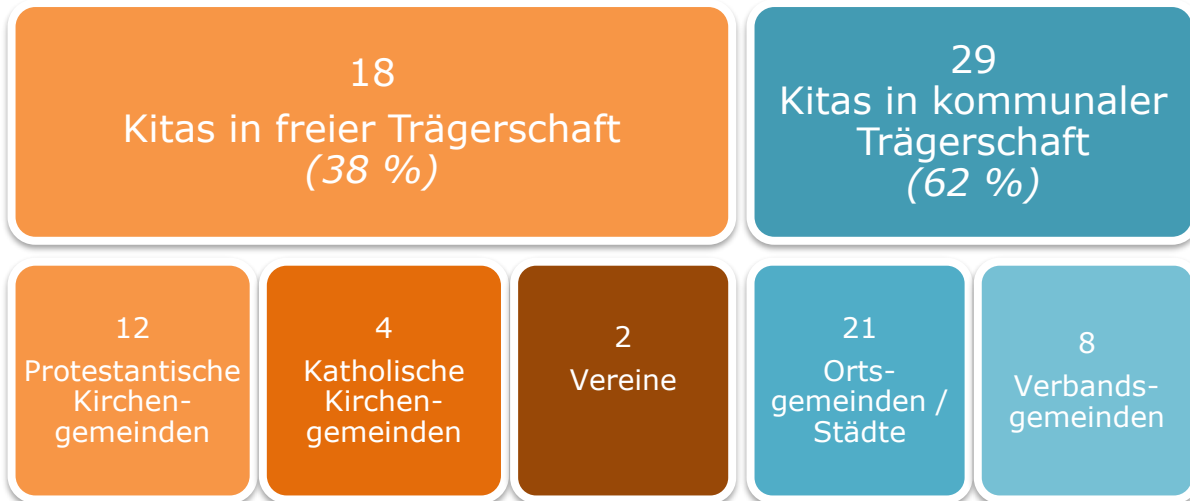 18
Kitas in freier Trägerschaft
(38 %)
29
Kitas in kommunaler
Trägerschaft
(62 %)
12
Protestantische
Kirchen-
gemeinden
4
Katholische
Kirchen-
gemeinden
2
Vereine
21
Orts-
gemeinden /
Städte
8
Verbands-
gemeinden